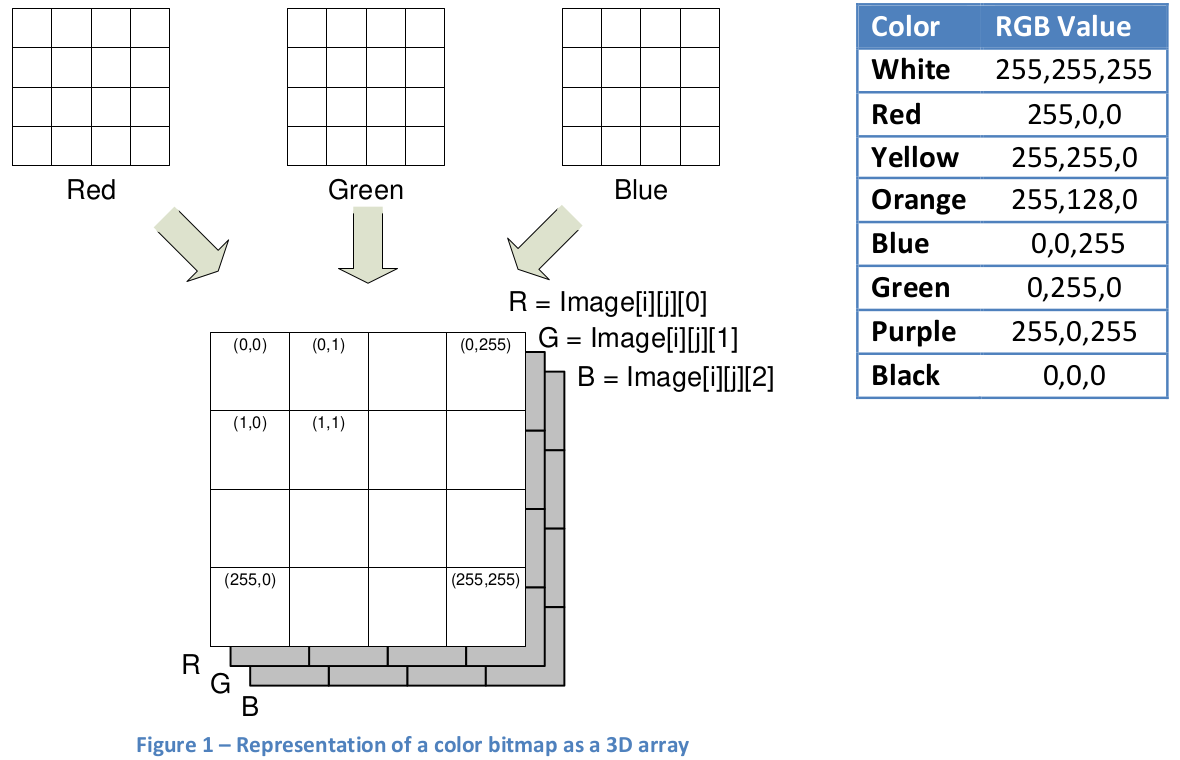 Red
Green
Blue
R = Image[i][j][0]
G = Image[i][j][1]
B = Image[i][j][2]
(0,0) (0,1) (0,255)
(1,0) (1,1)
(255,0) (255,255)
R
G
B
Figure 1 – Representation of a color bitmap as a 3D array
Color RGB Value
White 255,255,255
Red 255,0,0
Yellow 255,255,0
Orange 255,128,0
Blue 0,0,255
Green 0,255,0
Purple 255,0,255
Black 0,0,0